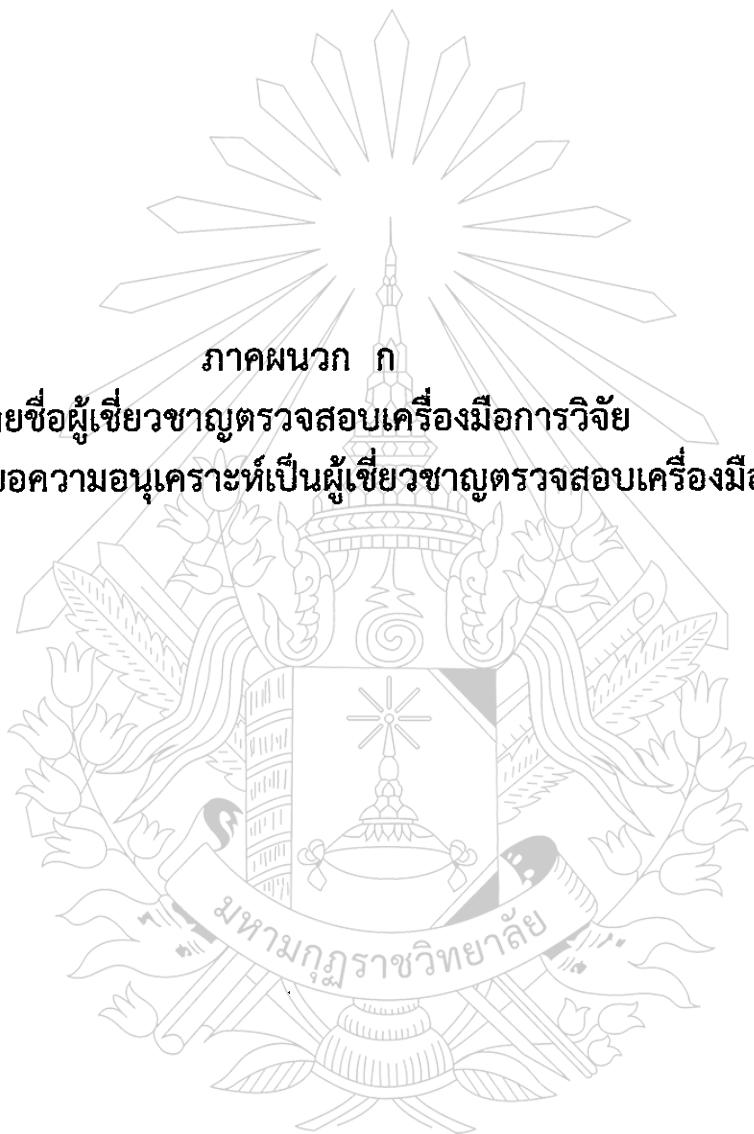 ภาคผนวก ก
ยชื่อผู้เชี่ยวชาญตรวจสอบเครื่องมือการวิจัย
ขอความอนุเคราะห์เป็นผู้เชี่ยวชาญตรวจสอบเครื่องมือ
มหามกุฏราชวิทยาลัย